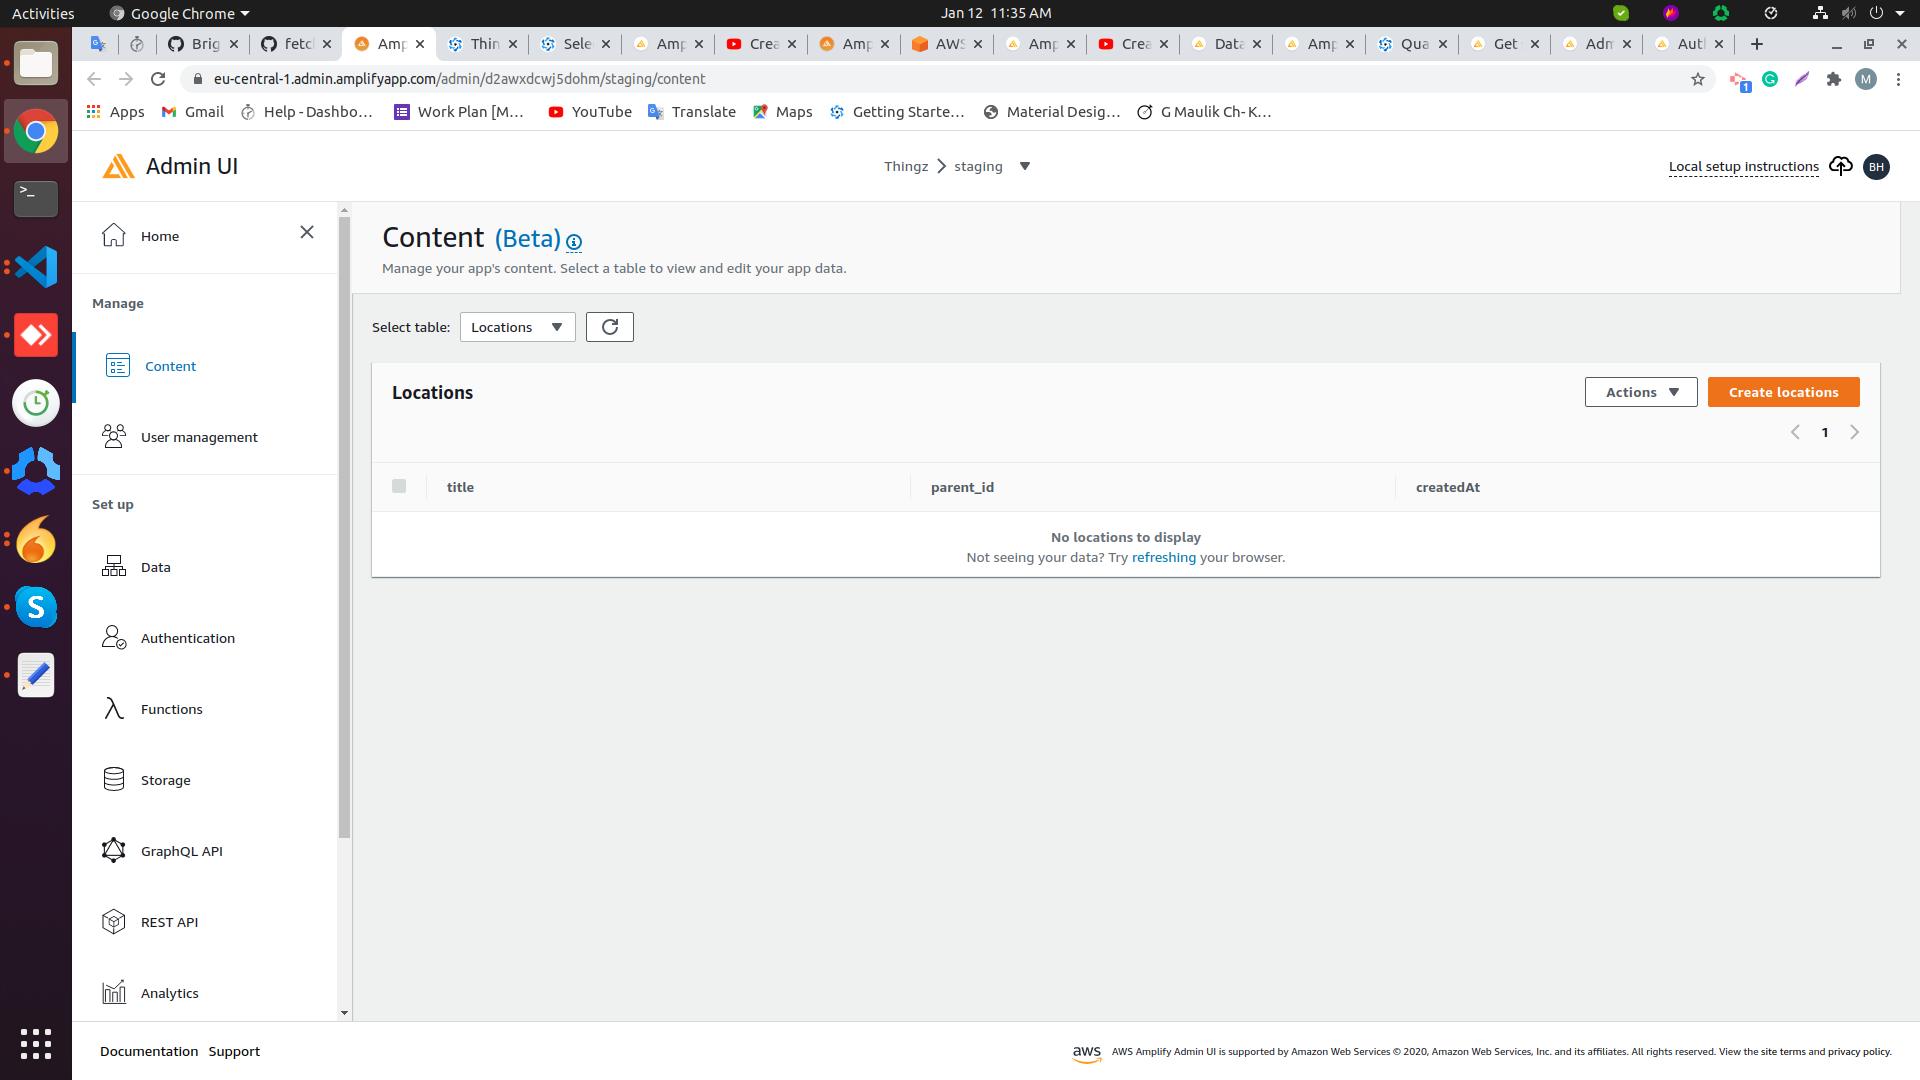 Activities Google Chrome Jan 12 11:35 AM
Brig fetc Amp Thin Sele Amp Crea Amp AWS Amp Crea Data Amp Qua Get Adm Aut
eu-central-1.admin.amplifyapp.com/admin/d2awxdcwj5dohm/staging/content 1 M
Apps Gmail Help - Dashbo... Work Plan [M... YouTube Translate Maps Getting Starte... Material Desig... G Maulik Ch- K...
Admin UI Thingz staging Local setup instructions BH
Home
Manage
Content
User management
Set up
Data
Authentication
Functions
Storage
GraphQL API
REST API
Analytics
Content (Beta)
Manage your app's content. Select a table to view and edit your app data.
Select table: Locations
Locations Actions Create locations
1
title parent_id createdAt
No locations to display
Not seeing your data? Try refreshing your browser.
Documentation Support aws AWS Amplify Admin UI is supported by Amazon Web Services © 2020, Amazon Web Services, Inc. and its affiliates. All rights reserved. View the site terms and privacy policy.